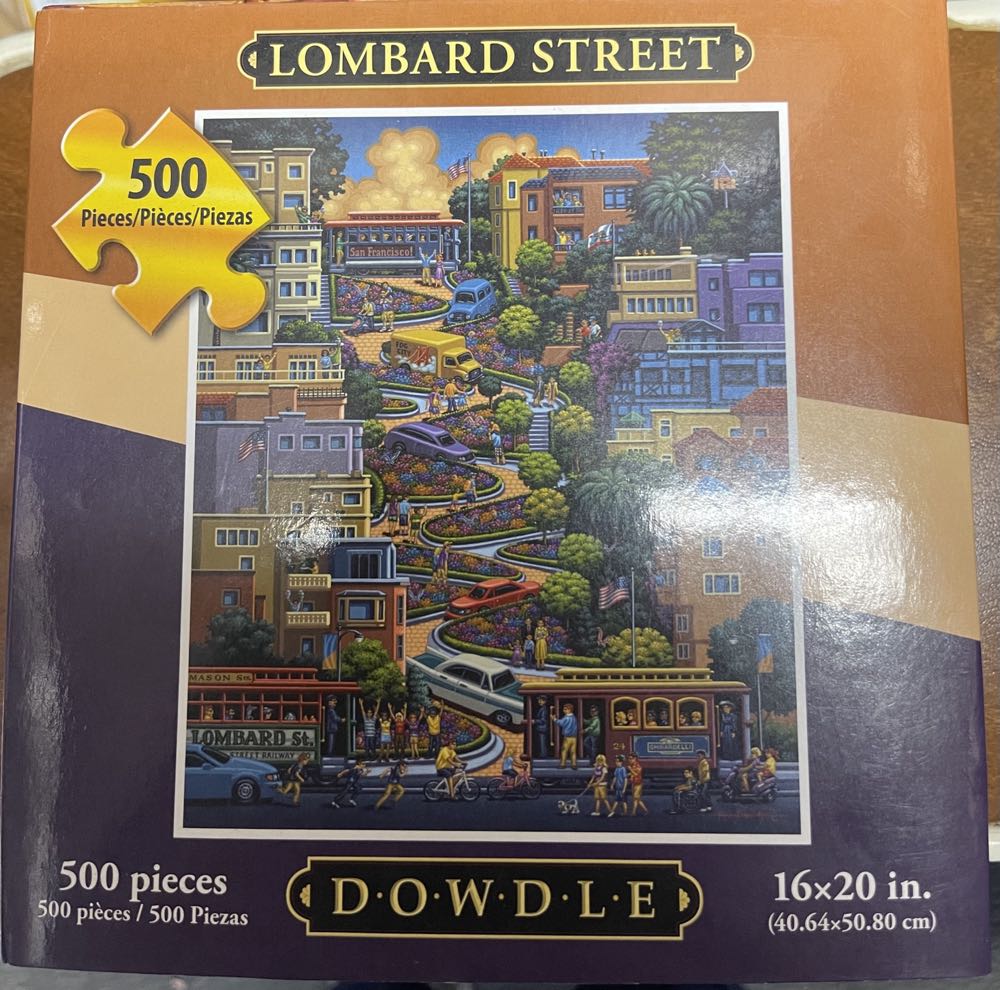 LOMBARD STREET
500
Pieces/Pièces/Piezas
San Francisco!
MASON St.
LOMBARD St.
STREET RAILWAY
24
GHIRARDELLI
500 pieces
500 pièces / 500 Piezas
D·O·W·D·L·E
16×20 in.
(40.64×50.80 cm)